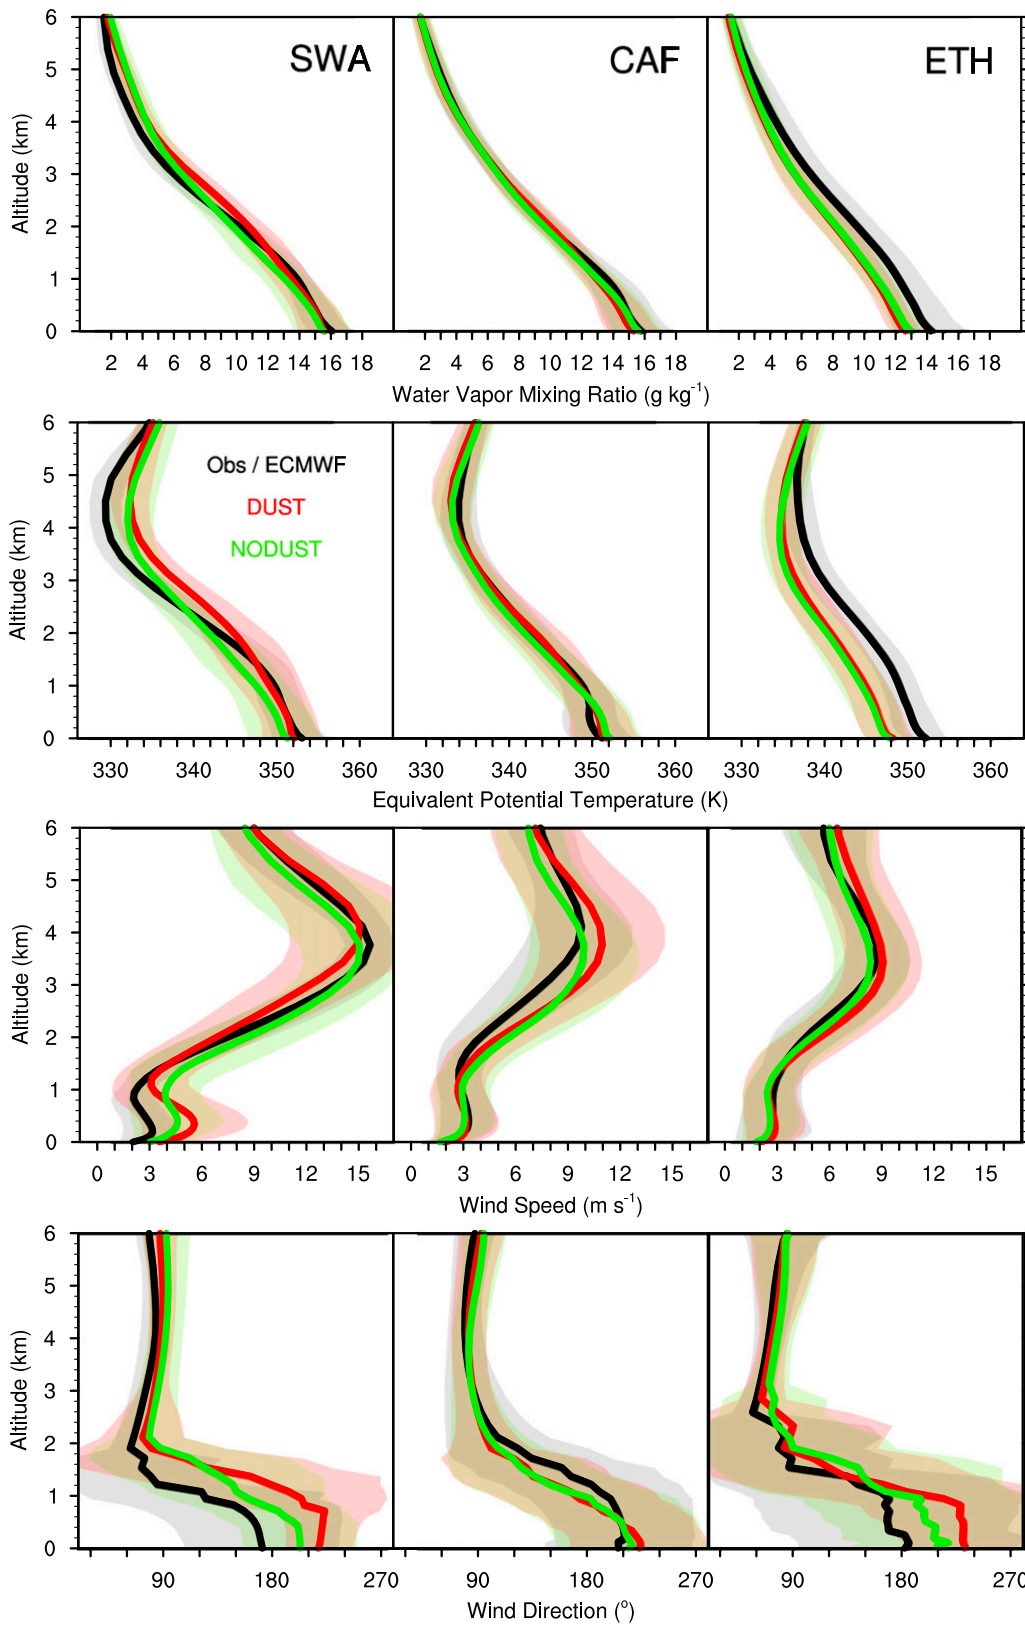 6
5
4
3
2
1
0
Altitude (km)
SWA
CAF
ETH
2 4 6 8 10 12 14 16 18
2 4 6 8 10 12 14 16 18
2 4 6 8 10 12 14 16 18
Water Vapor Mixing Ratio (g kg-1)
6
5
4
3
2
1
0
Altitude (km)
Obs / ECMWF
DUST
NODUST
330 340 350 360
330 340 350 360
330 340 350 360
Equivalent Potential Temperature (K)
6
5
4
3
2
1
0
Altitude (km)
0 3 6 9 12 15
0 3 6 9 12 15
0 3 6 9 12 15
Wind Speed (m s-1)
6
5
4
3
2
1
0
Altitude (km)
90 180 270
90 180 270
90 180 270
Wind Direction (o)